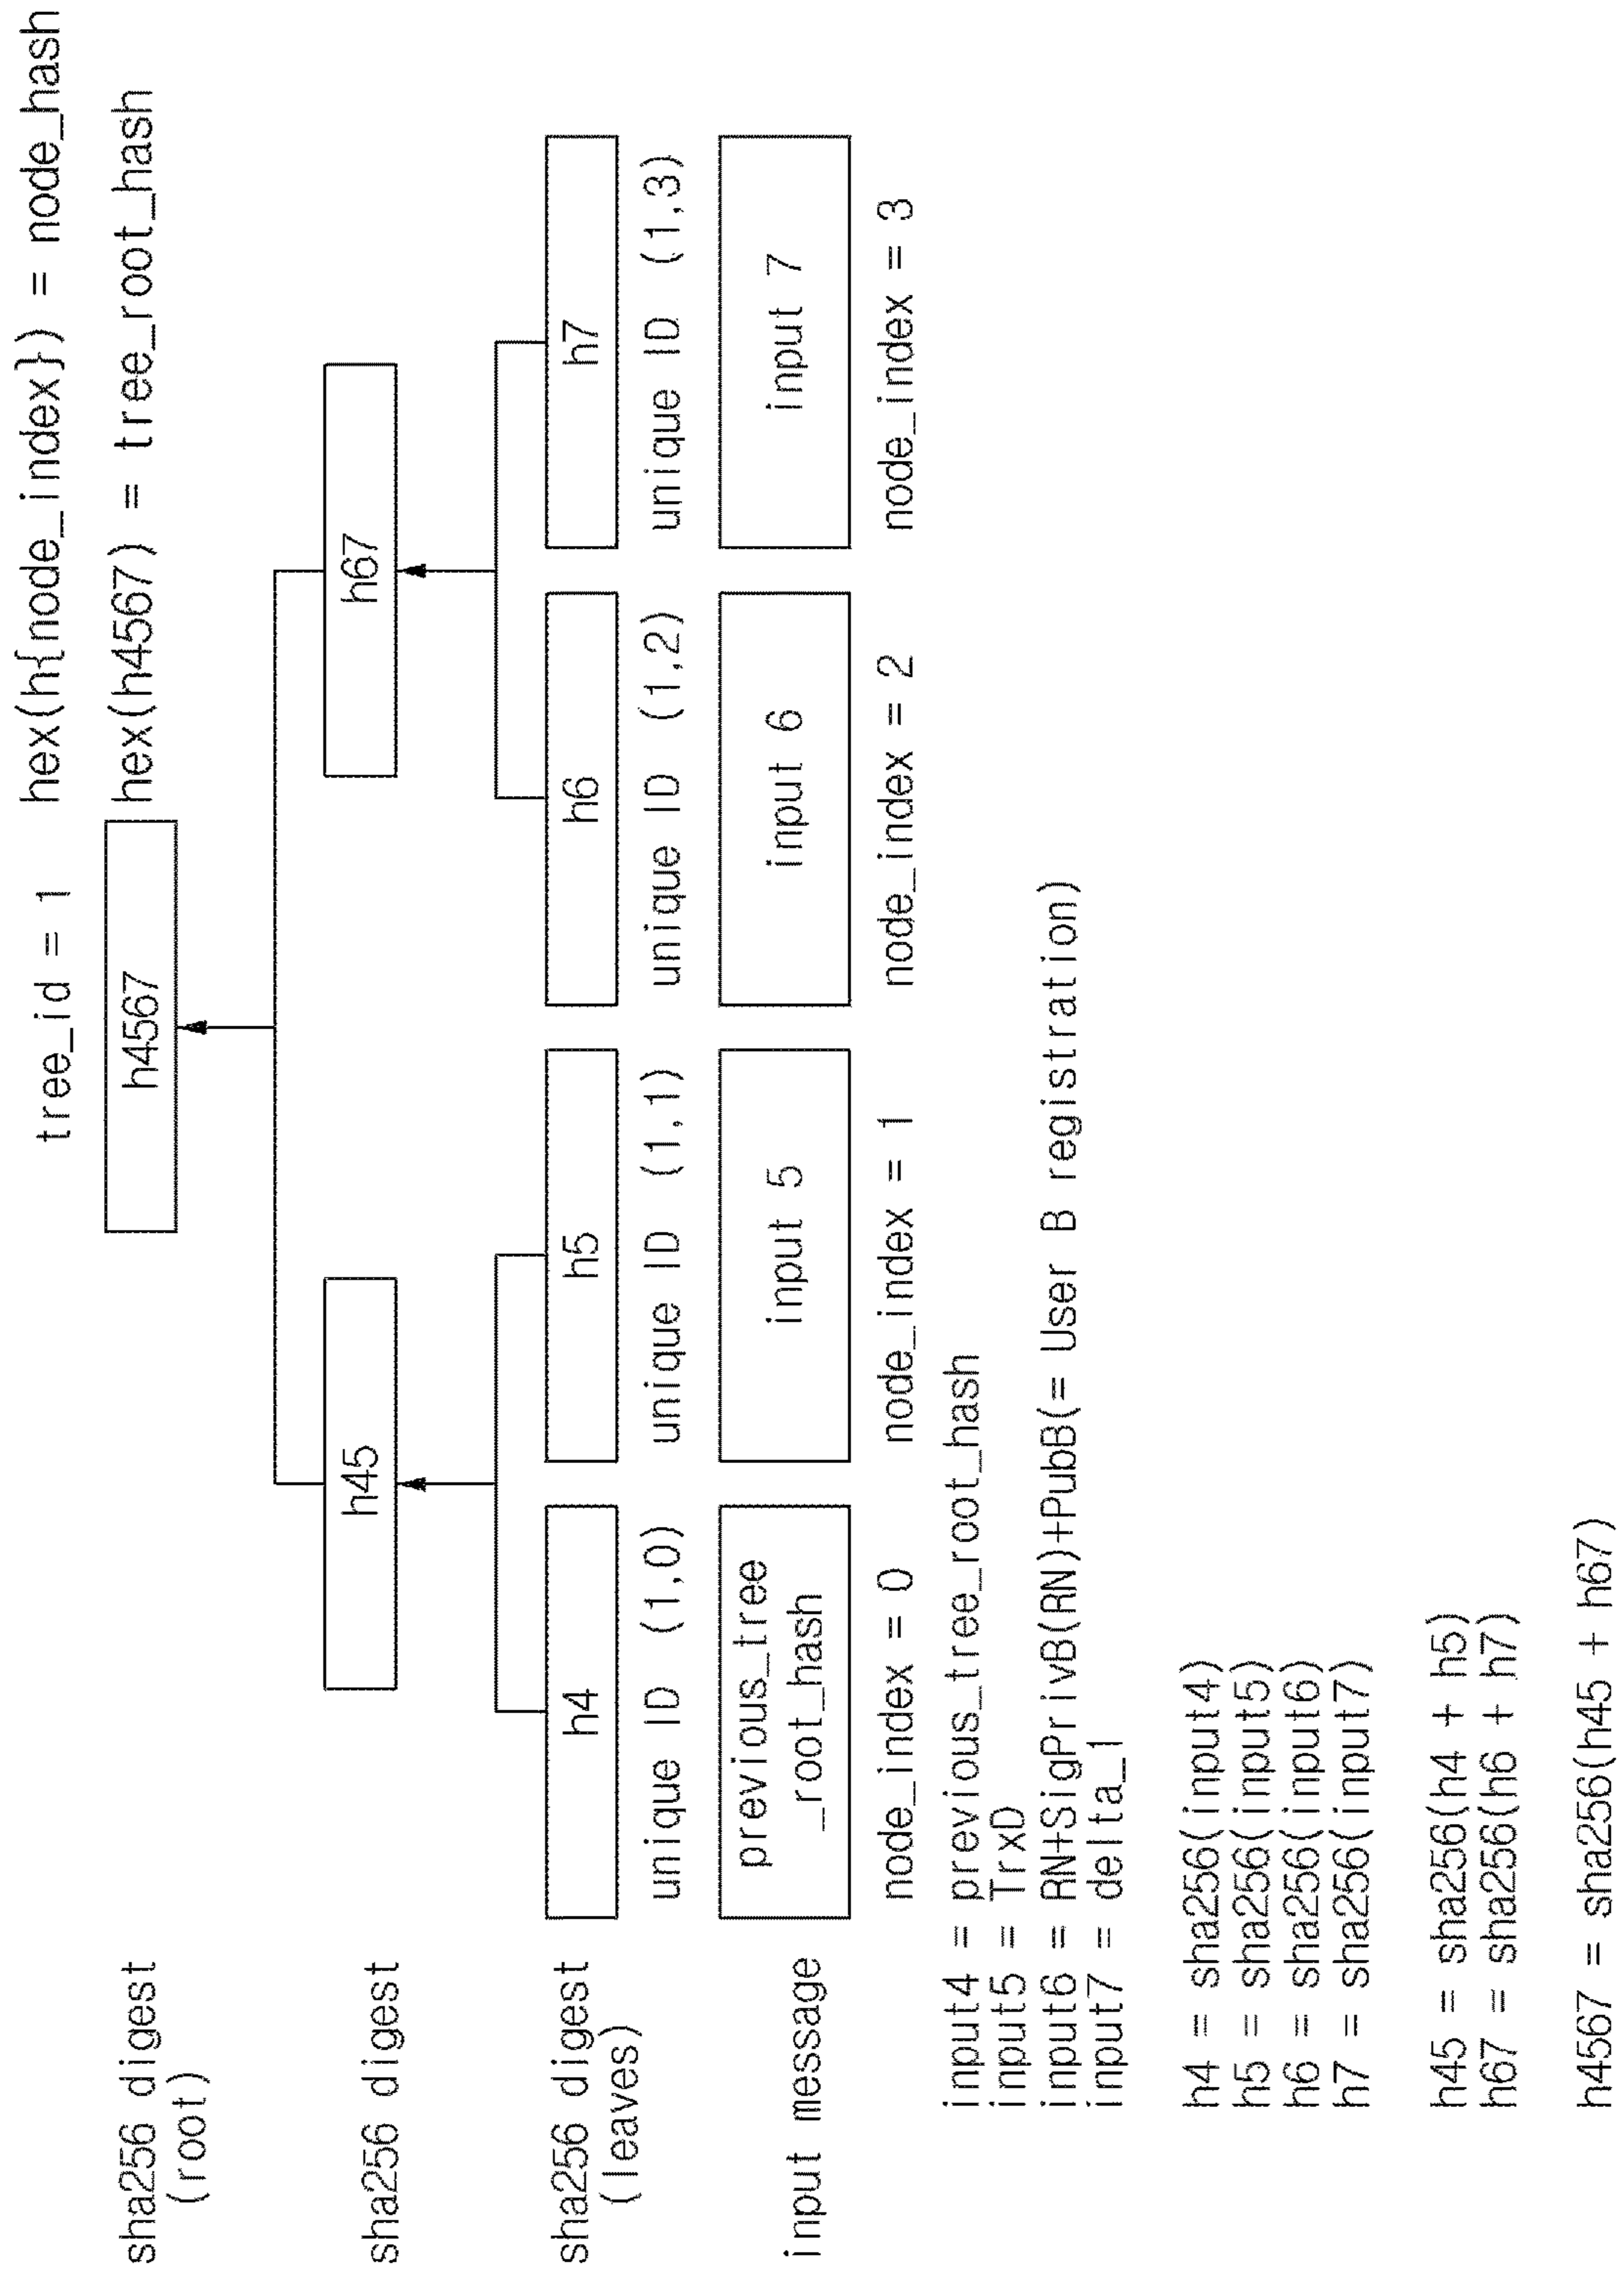 tree_id = 1 hex(h{node_index}) = node_hash
sha256 digest
(root)
h4567
hex(h4567) = tree_root_hash
sha256 digest
h45
h67
sha256 digest
(leaves)
h4
h5
h6
h7
unique ID (1,0)
unique ID (1,1)
unique ID (1,2)
unique ID (1,3)
input message
previous_tree
_root_hash
input 5
input 6
input 7
node_index = 0
node_index = 1
node_index = 2
node_index = 3
input4 = previous_tree_root_hash
input5 = TrxD
input6 = RN+SigPrivB(RN)+PubB(= User B registration)
input7 = delta_1
h4 = sha256(input4)
h5 = sha256(input5)
h6 = sha256(input6)
h7 = sha256(input7)
h45 = sha256(h4 + h5)
h67 = sha256(h6 + h7)
h4567 = sha256(h45 + h67)